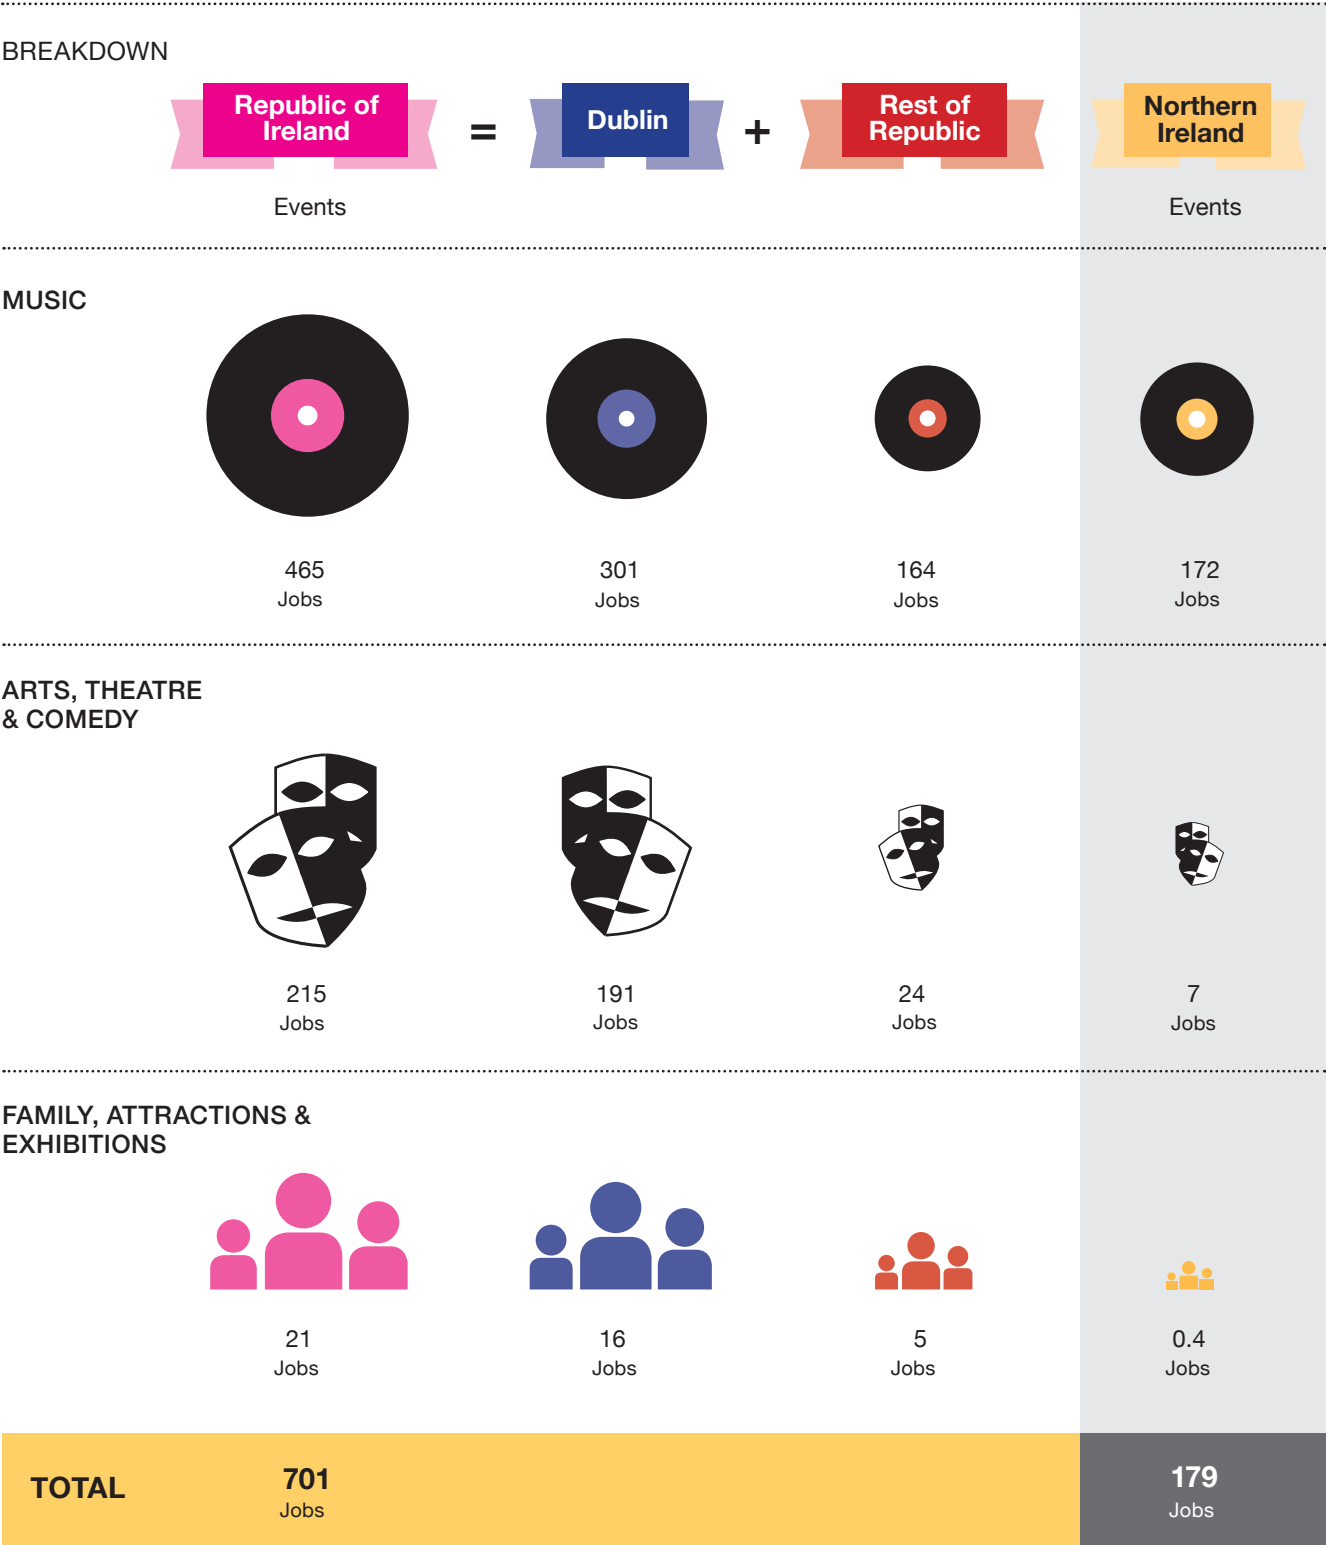 BREAKDOWN
Republic of
Ireland
=
Dublin
+
Rest of
Republic
Northern
Ireland
Events
Events
MUSIC
465
Jobs
301
Jobs
164
Jobs
172
Jobs
ARTS, THEATRE
& COMEDY
215
Jobs
191
Jobs
24
Jobs
7
Jobs
FAMILY, ATTRACTIONS &
EXHIBITIONS
21
Jobs
16
Jobs
5
Jobs
0.4
Jobs
TOTAL
701
Jobs
179
Jobs